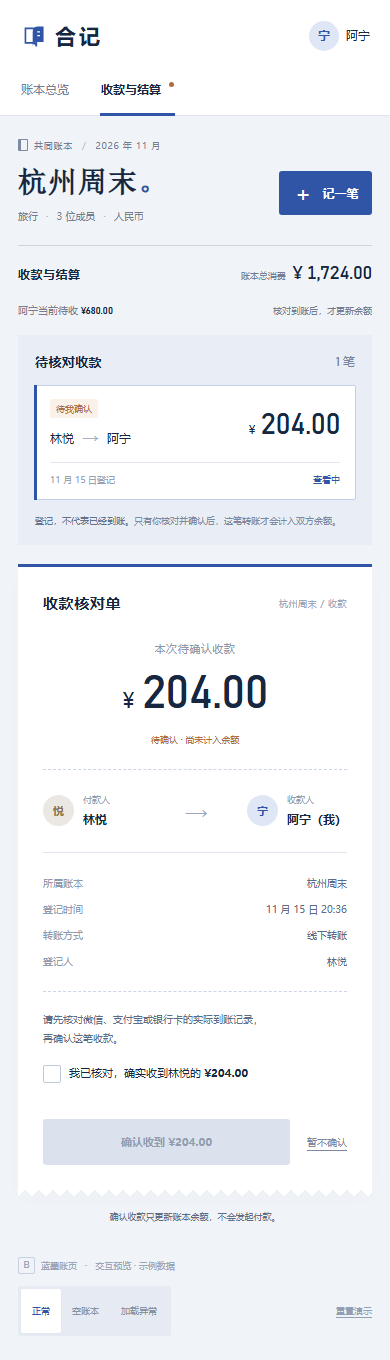 合记
宁 阿宁
账本总览 收款与结算
共同账本 / 2026 年 11 月
杭州周末。
＋ 记一笔
旅行 · 3 位成员 · 人民币
收款与结算 账本总消费 ¥ 1,724.00
阿宁当前待收 ¥680.00 核对到账后，才更新余额
待核对收款 1 笔
待我确认
林悦 → 阿宁 ¥ 204.00
11 月 15 日登记 查看中
登记，不代表已经到账。只有你核对并确认后，这笔转账才会计入双方余额。
收款核对单 杭州周末 / 收款
本次待确认收款
¥ 204.00
待确认 · 尚未计入余额
悦 付款人 林悦 → 宁 收款人 阿宁（我）
所属账本 杭州周末
登记时间 11 月 15 日 20:36
转账方式 线下转账
登记人 林悦
请先核对微信、支付宝或银行卡的实际到账记录，
再确认这笔收款。
我已核对，确实收到林悦的 ¥204.00
确认收到 ¥204.00 暂不确认
确认收款只更新账本余额，不会发起付款。
B 蓝墨账页 · 交互预览 · 示例数据
正常 空账本 加载异常 重置演示